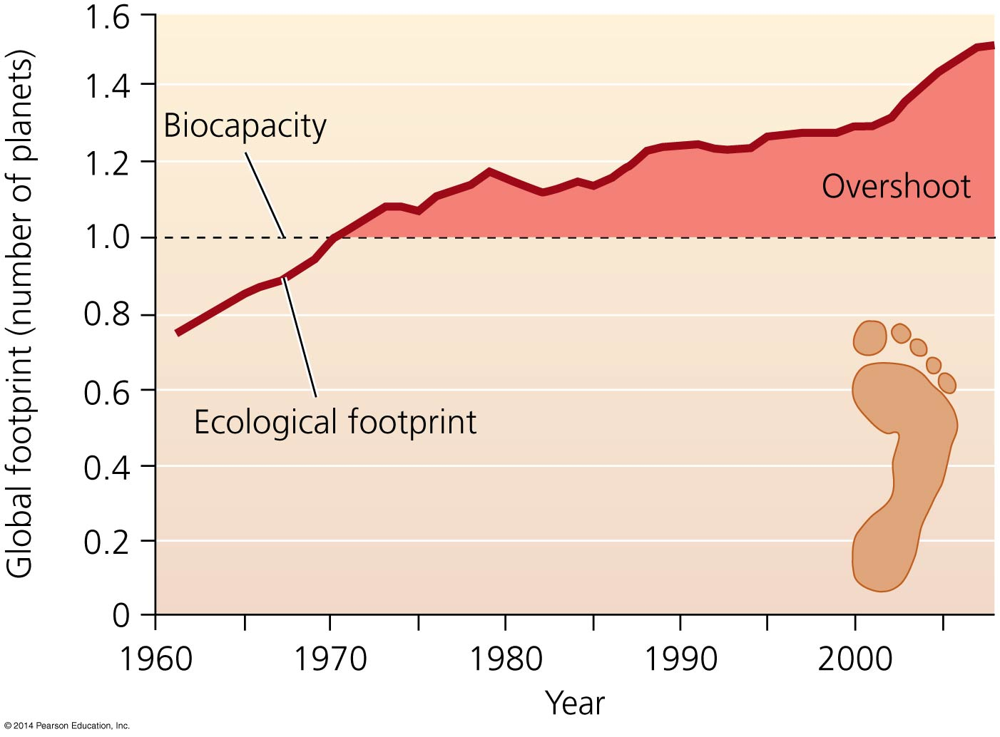 Global footprint (number of planets)
1.6
1.4
1.2
1.0
0.8
0.6
0.4
0.2
0
Biocapacity
Overshoot
Ecological footprint
1960 1970 1980 1990 2000
Year
© 2014 Pearson Education, Inc.